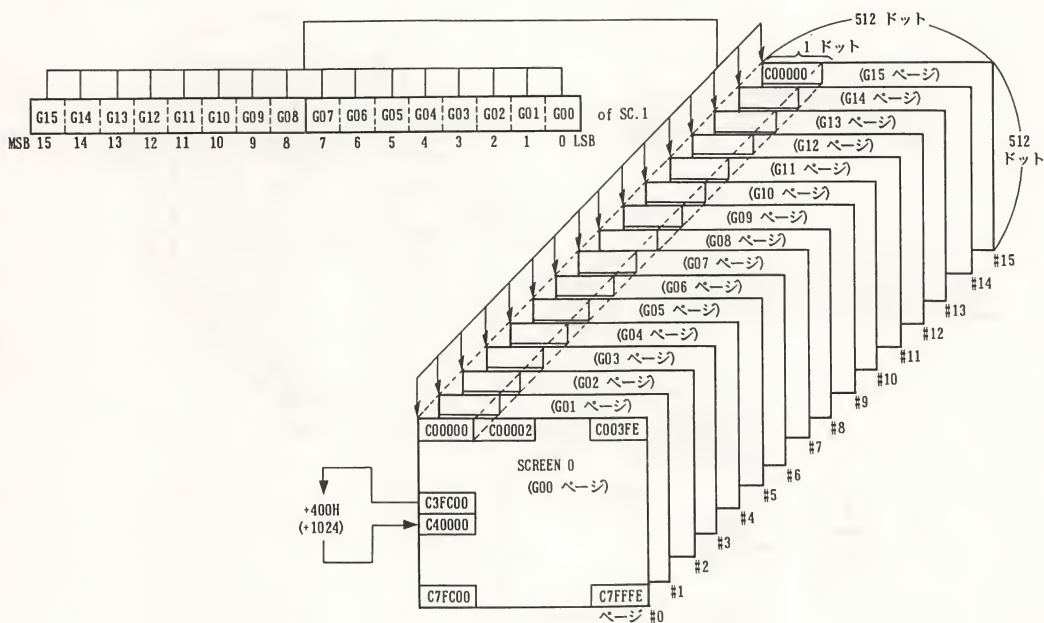 512 ドット
1 ドット
C00000
(G15 ページ)
G15 G14 G13 G12 G11 G10 G09 G08 G07 G06 G05 G04 G03 G02 G01 G00 of SC.1
MSB 15 14 13 12 11 10 9 8 7 6 5 4 3 2 1 0 LSB
(G14 ページ)
(G13 ページ)
(G12 ページ)
512
ドット
(G11 ページ)
(G10 ページ)
(G09 ページ)
(G08 ページ)
(G07 ページ)
(G06 ページ)
(G05 ページ)
(G04 ページ)
(G03 ページ)
(G02 ページ)
(G01 ページ)
#15
#14
#13
#12
#11
#10
#9
#8
#7
#6
#5
#4
#3
#2
#1
C00000 C00002 C003FE
SCREEN 0
(G00 ページ)
C3FC00
+400H
(+1024)
C40000
C7FC00 C7FFFE
ページ #0